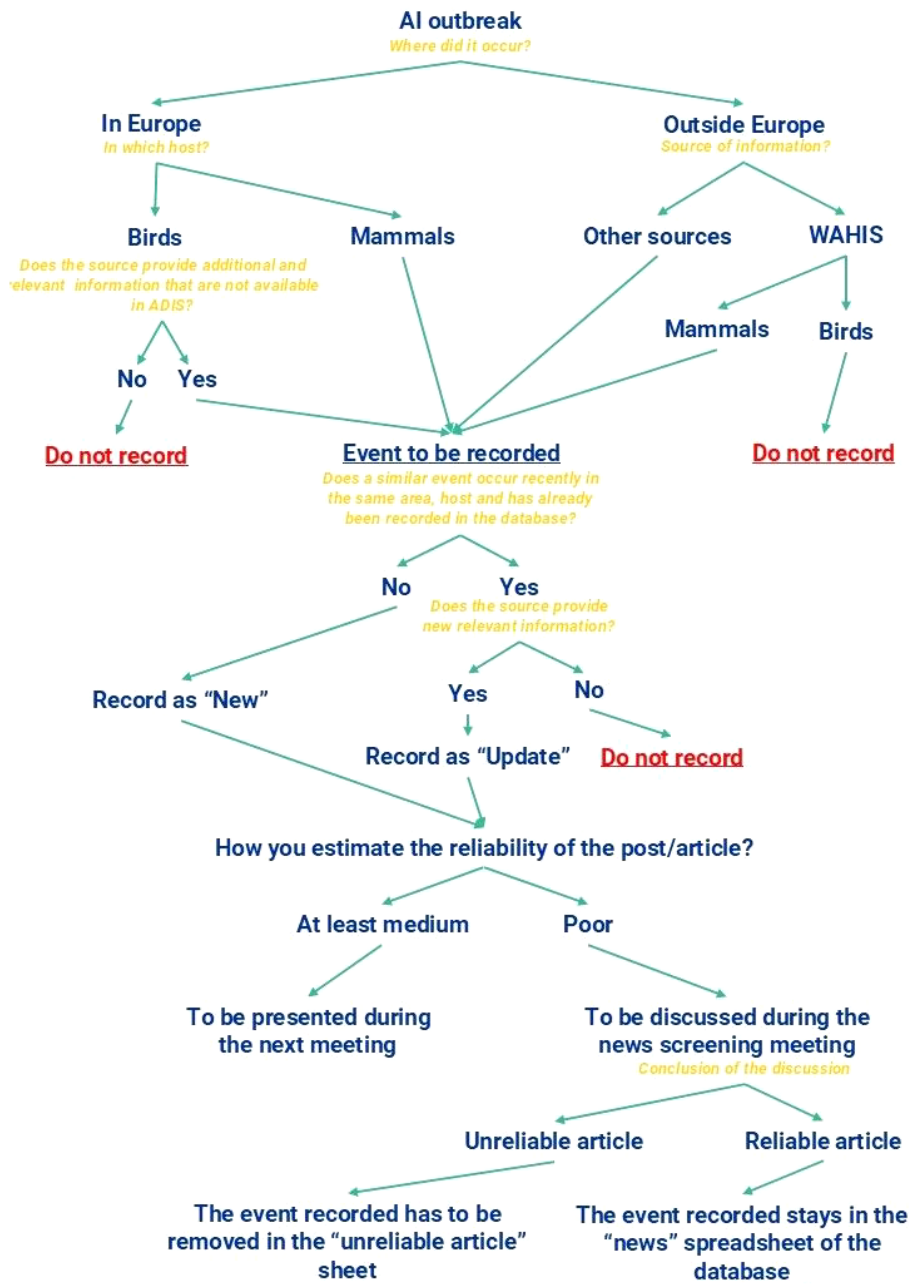 AI outbreak
Where did it occur?
In Europe
In which host?
Outside Europe
Source of information?
Birds
Mammals
Other sources
WAHIS
Does the source provide additional and
relevant information that are not available
in ADIS?
Mammals
Birds
No
Yes
Do not record
Event to be recorded
Do not record
Does a similar event occur recently in
the same area, host and has already
been recorded in the database?
No
Yes
Does the source provide
new relevant information?
Record as “New”
Yes
No
Record as “Update”
Do not record
How you estimate the reliability of the post/article?
At least medium
Poor
To be presented during
the next meeting
To be discussed during the
news screening meeting
Conclusion of the discussion
Unreliable article
Reliable article
The event recorded has to be
removed in the “unreliable article”
sheet
The event recorded stays in the
“news” spreadsheet of the
database